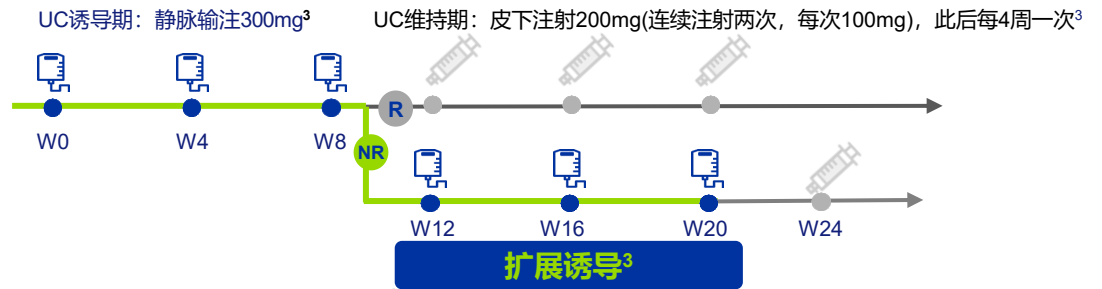 UC诱导期：静脉输注300mg³
UC维持期：皮下注射200mg(连续注射两次，每次100mg)，此后每4周一次³
R
W0
W4
W8
NR
W12
W16
W20
W24
扩展诱导³